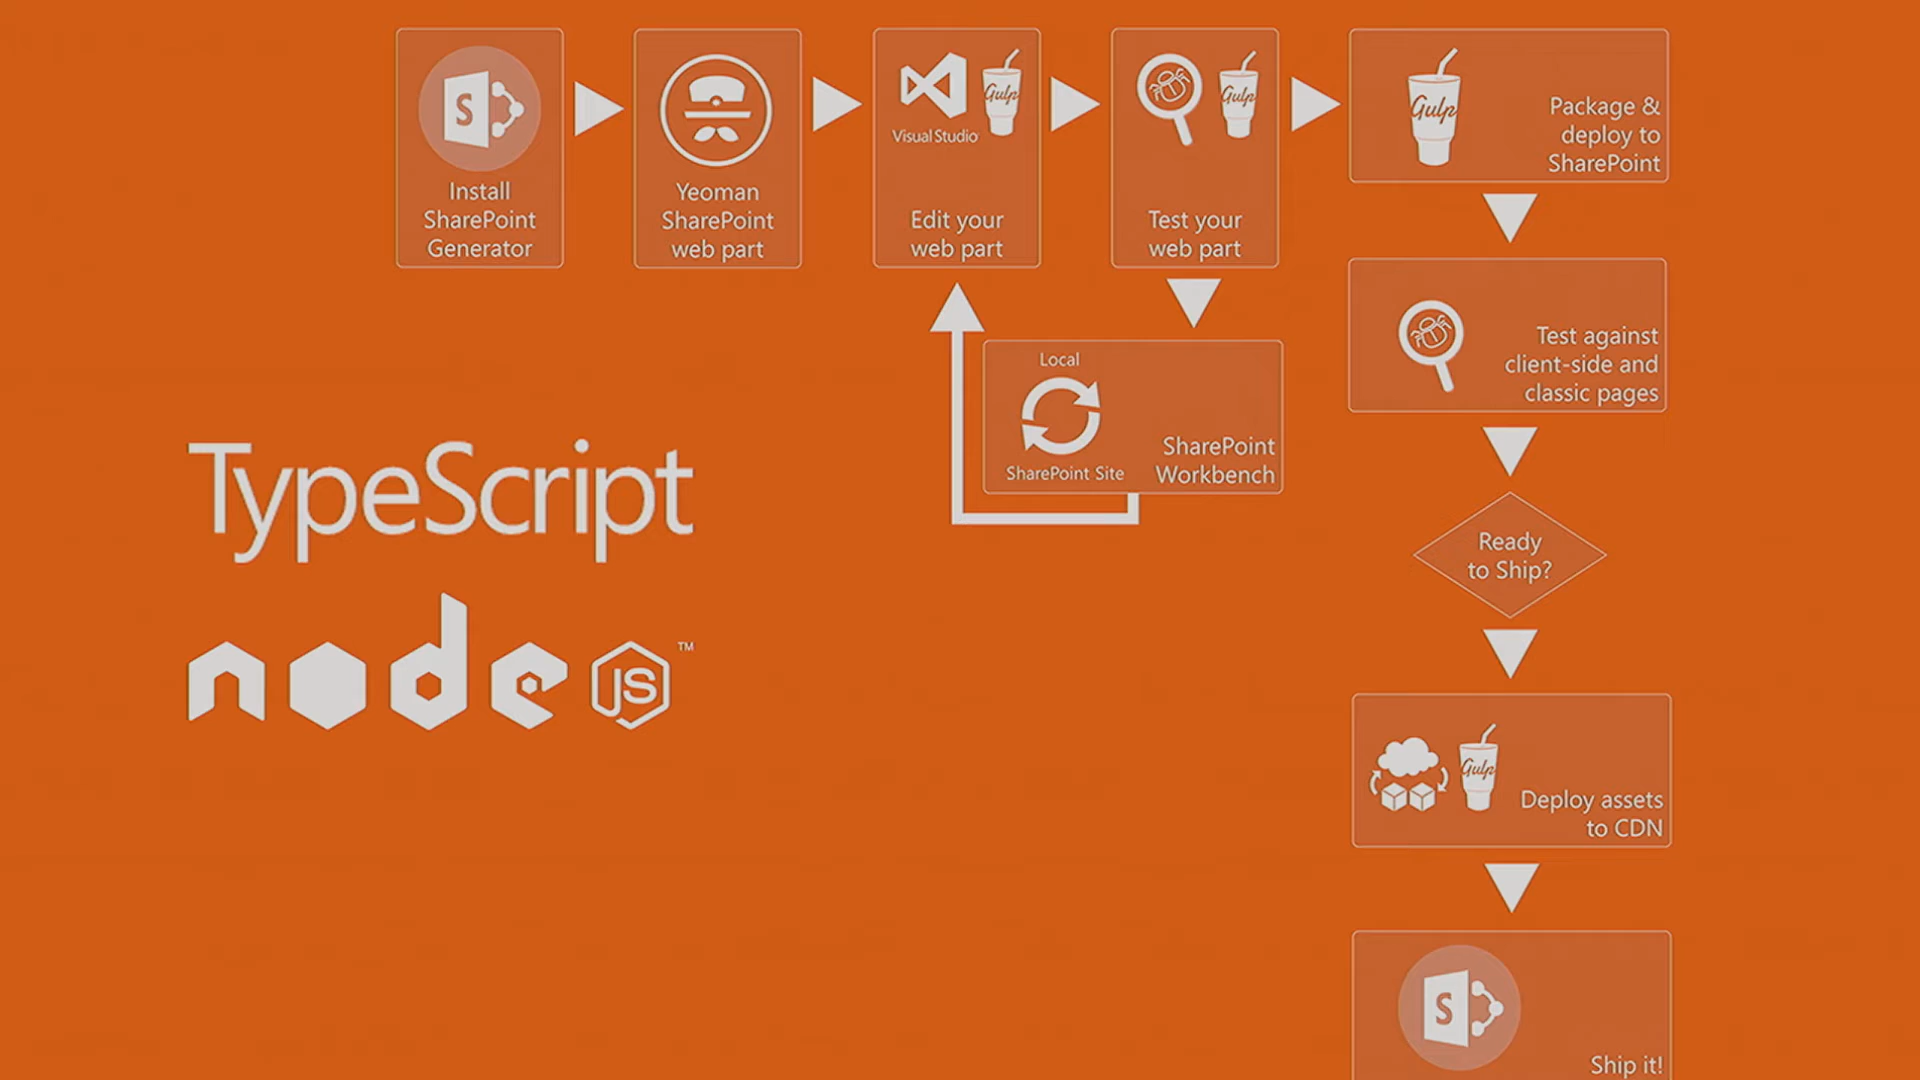 Install
SharePoint
Generator
Yeoman
SharePoint
web part
Visual Studio
Gulp
Edit your
web part
Gulp
Test your
web part
Gulp
Package &
deploy to
SharePoint
Test against
client-side and
classic pages
Local
SharePoint Site
SharePoint
Workbench
Ready
to Ship?
Gulp
Deploy assets
to CDN
S
Ship it!
S
TypeScript
node JS ™